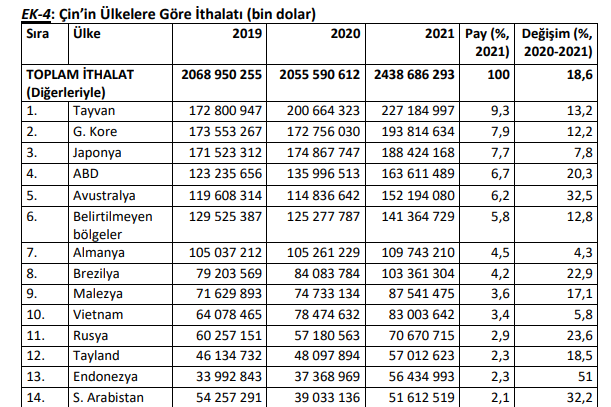 EK-4: Çin’in Ülkelere Göre İthalatı (bin dolar)
Sıra Ülke 2019 2020 2021 Pay (%, 2021) Değişim (%, 2020-2021)
TOPLAM İTHALAT (Diğerleriyle) 2068 950 255 2055 590 612 2438 686 293 100 18,6
1. Tayvan 172 800 947 200 664 323 227 184 997 9,3 13,2
2. G. Kore 173 553 267 172 756 030 193 814 634 7,9 12,2
3. Japonya 171 523 312 174 867 747 188 424 168 7,7 7,8
4. ABD 123 235 656 135 996 513 163 611 489 6,7 20,3
5. Avustralya 119 608 314 114 836 642 152 194 080 6,2 32,5
6. Belirtilmeyen bölgeler 129 525 387 125 277 787 141 364 729 5,8 12,8
7. Almanya 105 037 212 105 261 229 109 743 210 4,5 4,3
8. Brezilya 79 203 569 84 083 784 103 361 304 4,2 22,9
9. Malezya 71 629 893 74 733 134 87 541 475 3,6 17,1
10. Vietnam 64 078 465 78 474 632 83 003 642 3,4 5,8
11. Rusya 60 257 151 57 180 563 70 670 715 2,9 23,6
12. Tayland 46 134 732 48 097 894 57 012 623 2,3 18,5
13. Endonezya 33 992 843 37 368 969 56 434 993 2,3 51
14. S. Arabistan 54 257 291 39 033 136 51 612 519 2,1 32,2